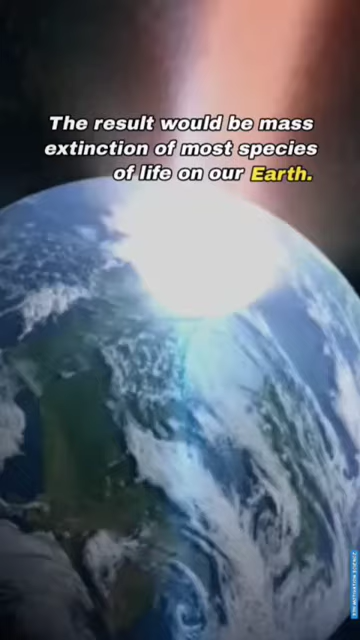 The result would be mass
extinction of most species
of life on our Earth.